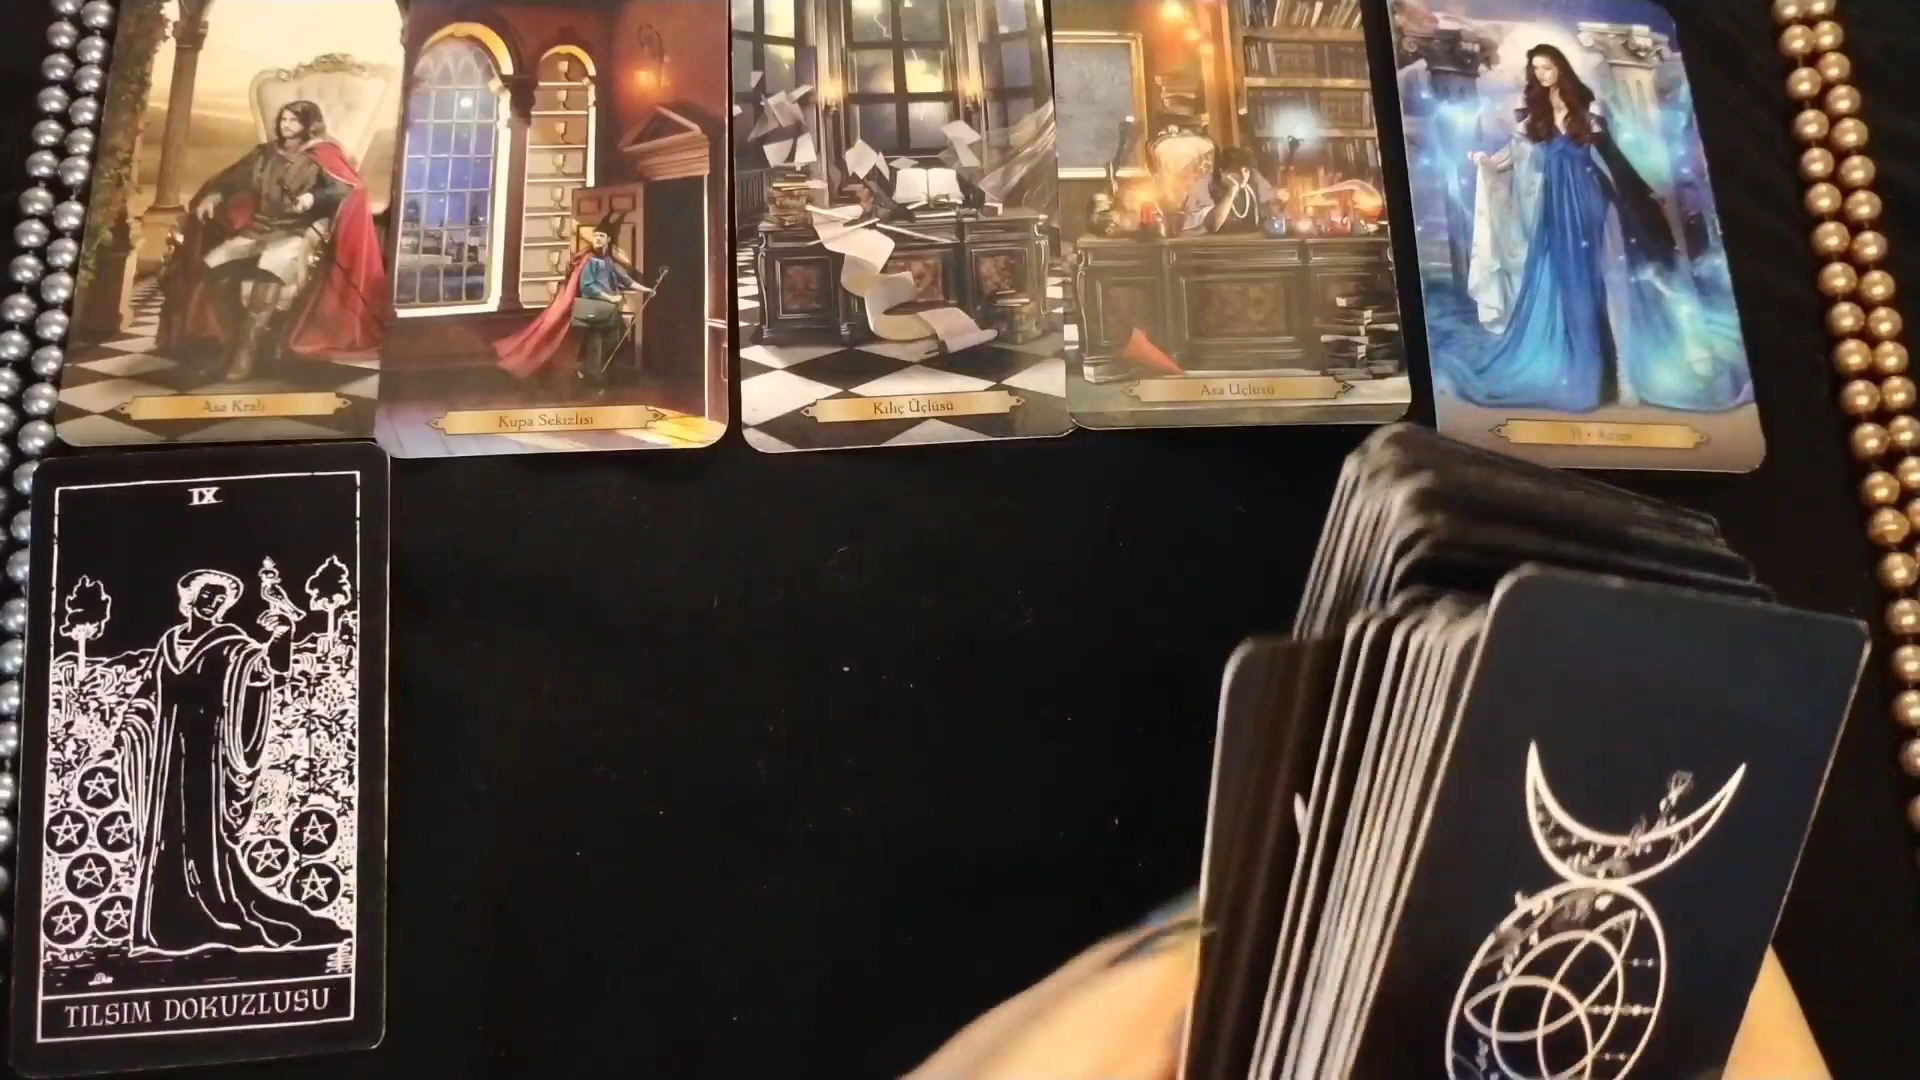 Asa Kralı
Kupa Sekizlisi
Kılıç Üçlüsü
Asa Üçlüsü
IX
TILSIM DOKUZLUSU